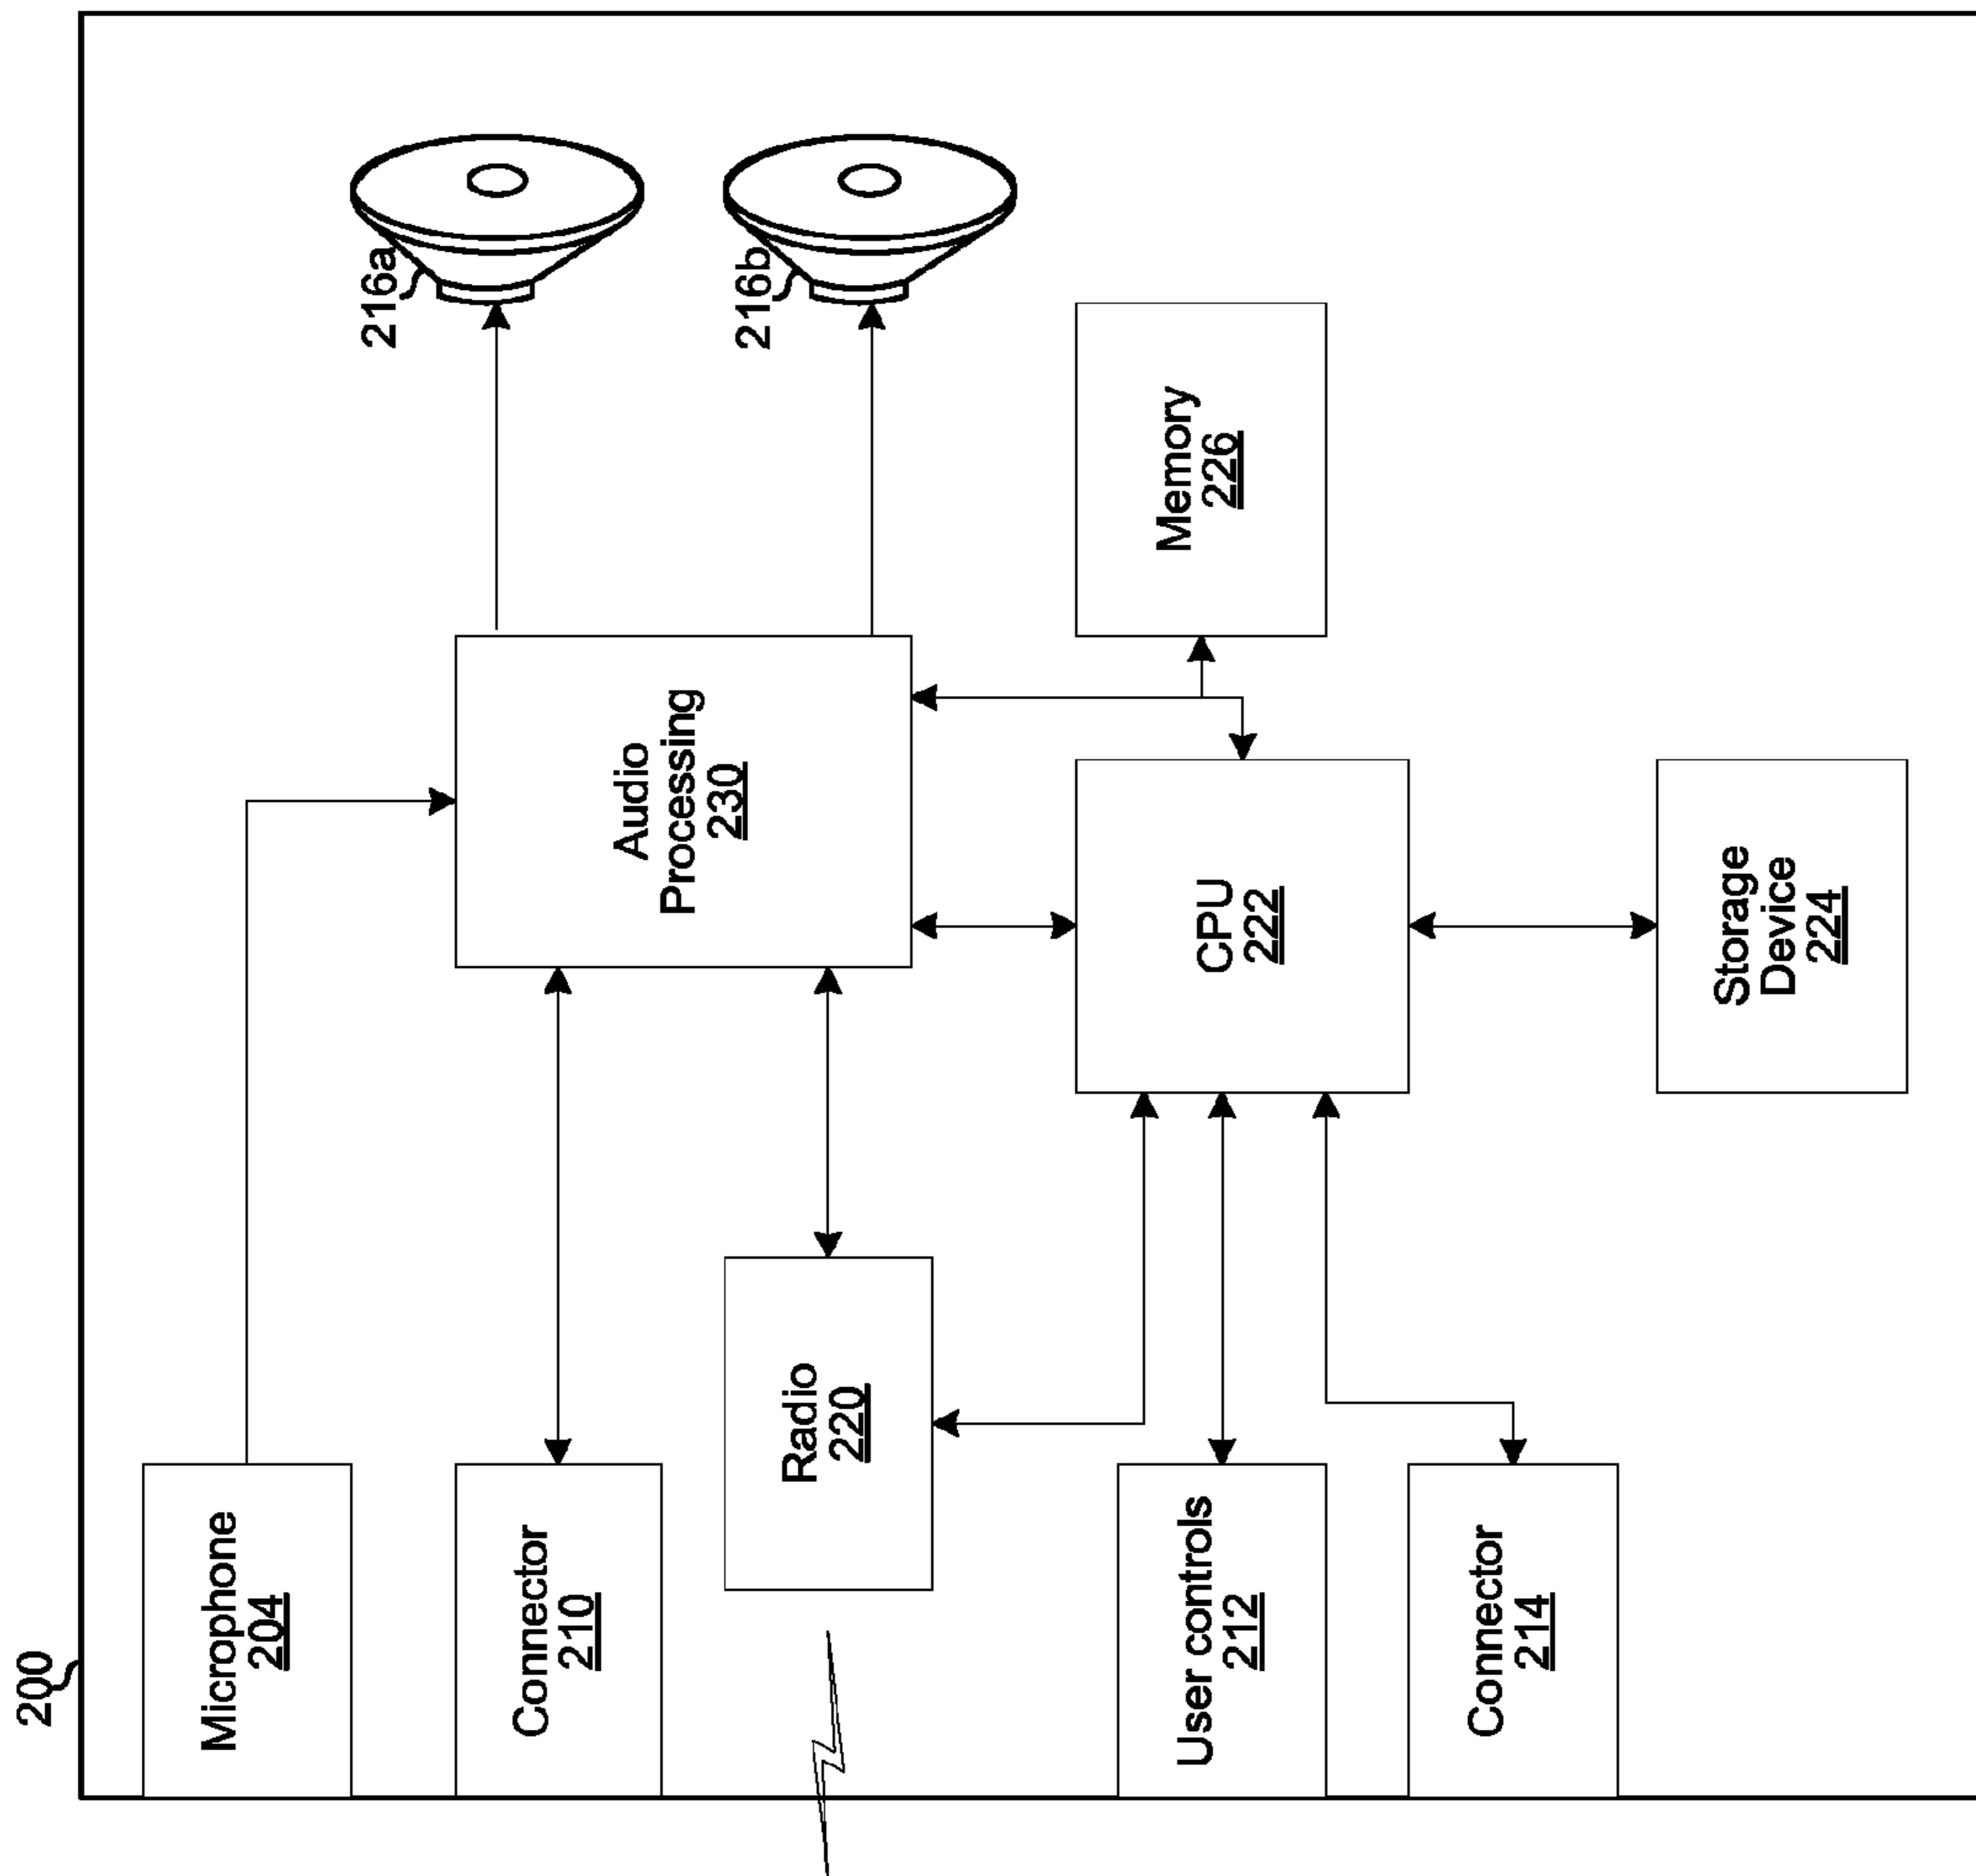 200
Microphone
204
Connector
210
Radio
220
User controls
212
Connector
214
Audio
Processing
230
CPU
222
Storage
Device
224
Memory
226
216a
216b